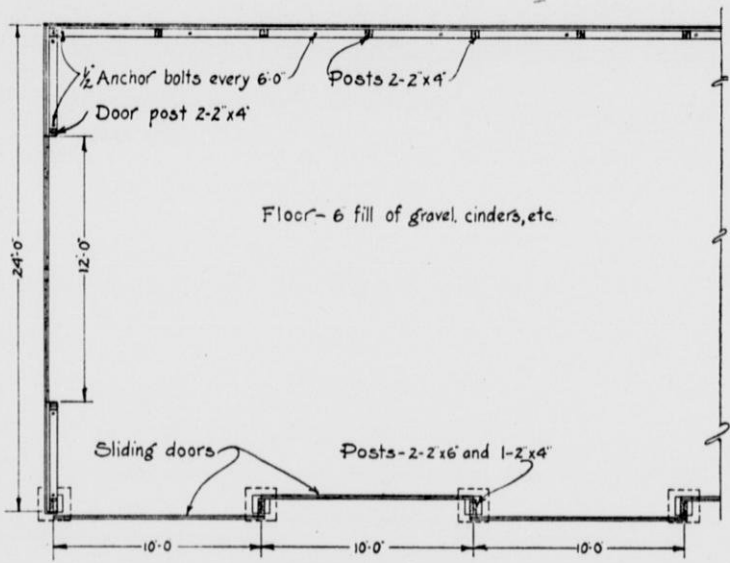 ½" Anchor bolts every 6'-0"
Posts 2-2"x4"
Door post 2-2"x4"
Floor- 6" fill of gravel, cinders, etc.
24'-0"
12'-0"
Sliding doors
Posts-2-2"x6" and 1-2"x4"
10'-0
10'-0"
10'-0"